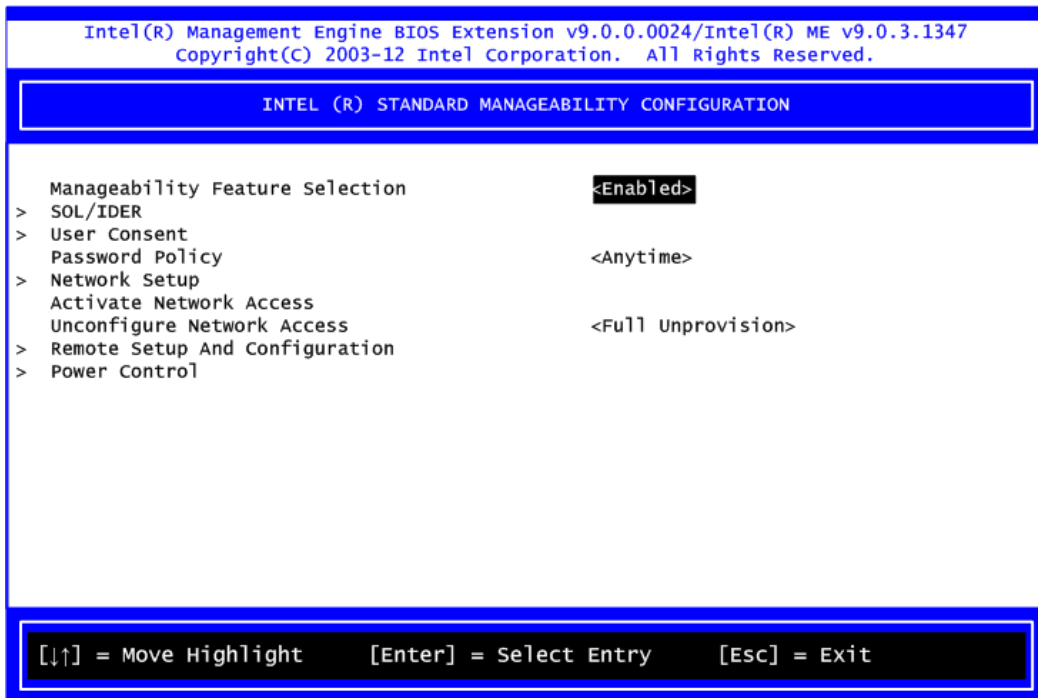 Intel(R) Management Engine BIOS Extension v9.0.0.0024/Intel(R) ME v9.0.3.1347
Copyright(C) 2003-12 Intel Corporation. All Rights Reserved.
INTEL (R) STANDARD MANAGEABILITY CONFIGURATION
Manageability Feature Selection <Enabled>
> SOL/IDER
> User Consent
Password Policy <Anytime>
> Network Setup
Activate Network Access
Unconfigure Network Access <Full Unprovision>
> Remote Setup And Configuration
> Power Control
[↓↑] = Move Highlight [Enter] = Select Entry [Esc] = Exit